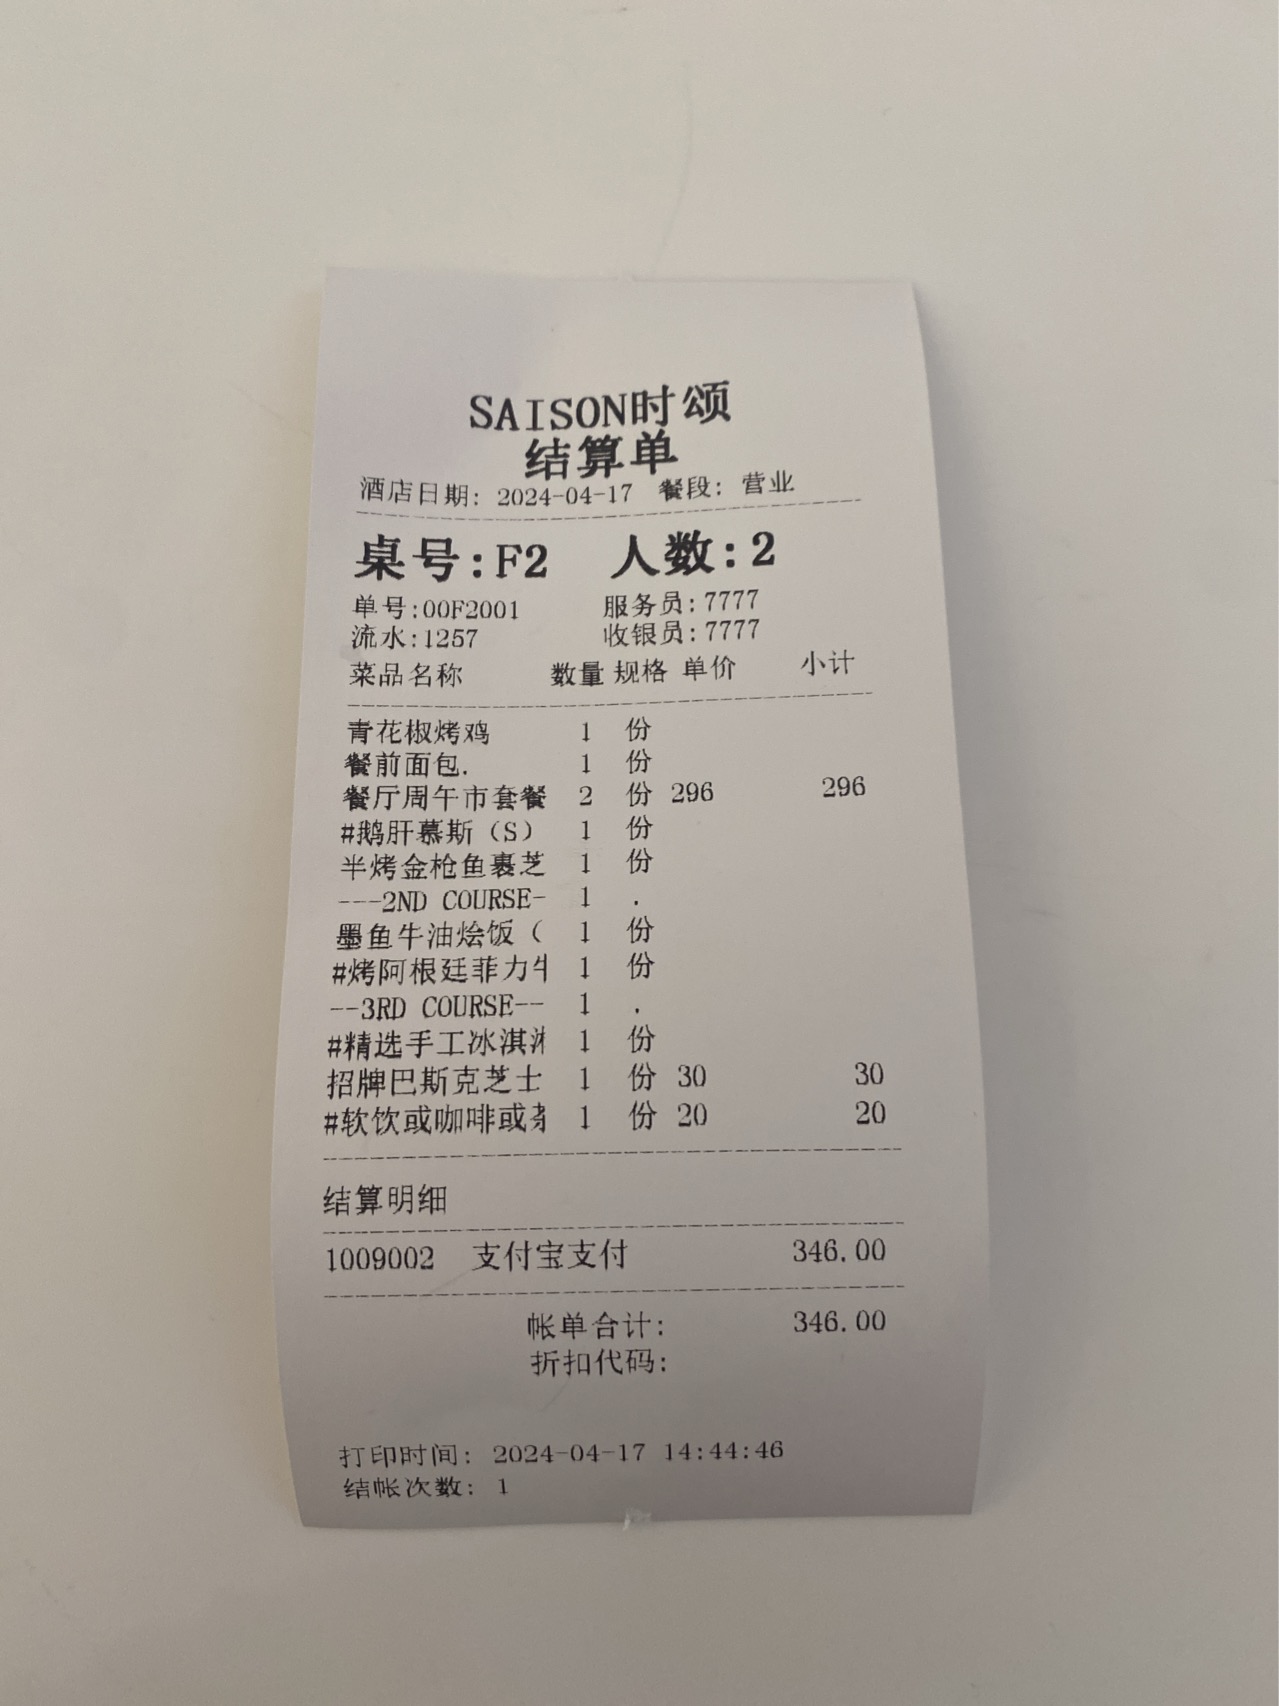 SAISON时颂
结算单
酒店日期: 2024-04-17 餐段: 营业
桌号:F2 人数:2
单号:00F2001 服务员:7777
流水:1257 收银员:7777
菜品名称 数量 规格 单价 小计
青花椒烤鸡 1 份
餐前面包. 1 份
餐厅周午市套餐 2 份 296 296
#鹅肝慕斯（S） 1 份
半烤金枪鱼裹芝 1 份
---2ND COURSE- 1 .
墨鱼牛油烩饭（ 1 份
#烤阿根廷菲力牛 1 份
--3RD COURSE-- 1 .
#精选手工冰淇淋 1 份
招牌巴斯克芝士 1 份 30 30
#软饮或咖啡或茶 1 份 20 20
结算明细
1009002 支付宝支付 346.00
帐单合计: 346.00
折扣代码:
打印时间: 2024-04-17 14:44:46
结帐次数: 1